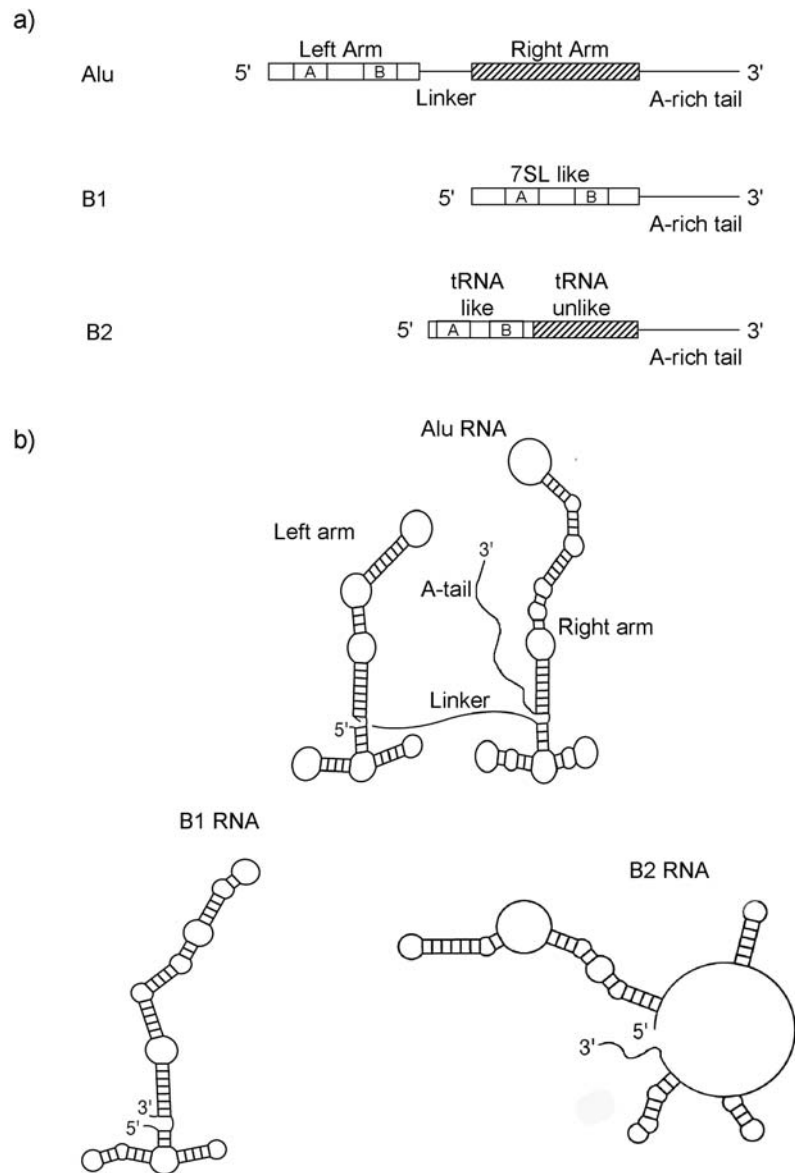 a)
Left Arm Right Arm
Alu 5' A B 3'
Linker A-rich tail
7SL like
B1 5' A B 3'
A-rich tail
tRNA like tRNA unlike
B2 5' A B 3'
A-rich tail
b)
Alu RNA
Left arm
3'
A-tail
Right arm
Linker
5'
B1 RNA
B2 RNA
5'
3'
3'
5'